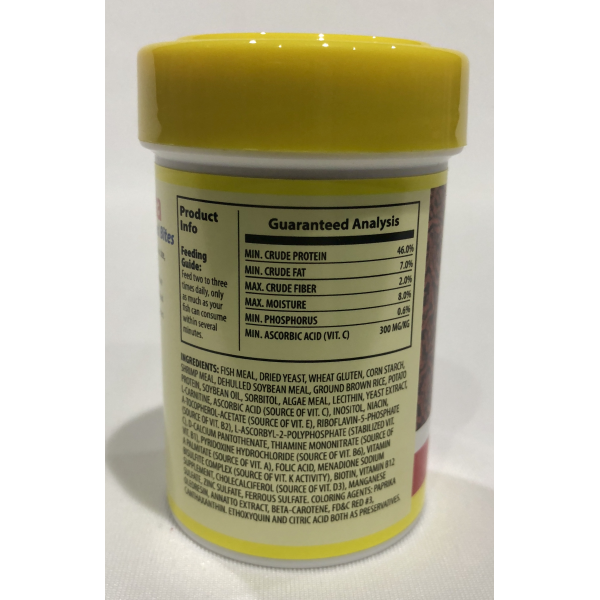 Bites
Product
Info
Feeding
Guide:
Feed two to three
times daily, only
as much as your
fish can consume
within several
minutes.
Guaranteed Analysis
MIN. CRUDE PROTEIN 46.0%
MIN. CRUDE FAT 7.0%
MAX. CRUDE FIBER 2.0%
MAX. MOISTURE 8.0%
MIN. PHOSPHORUS 0.6%
MIN. ASCORBIC ACID (VIT. C) 300 MG/KG
INGREDIENTS: FISH MEAL, DRIED YEAST, WHEAT GLUTEN, CORN STARCH,
SHRIMP MEAL, DEHULLED SOYBEAN MEAL, GROUND BROWN RICE, POTATO
PROTEIN, SOYBEAN OIL, SORBITOL, ALGAE MEAL, LECITHIN, YEAST EXTRACT,
L-CARNITINE, ASCORBIC ACID (SOURCE OF VIT. C), INOSITOL, NIACIN,
A-TOCOPHEROL-ACETATE (SOURCE OF VIT. E), RIBOFLAVIN-5-PHOSPHATE
(SOURCE OF VIT. B2), L-ASCORBYL-2-POLYPHOSPHATE (STABILIZED VIT.
C), D-CALCIUM PANTOTHENATE, THIAMINE MONONITRATE (SOURCE OF
VIT. B1), PYRIDOXINE HYDROCHLORIDE (SOURCE OF VIT. B6), VITAMIN
A PALMITATE (SOURCE OF VIT. A), FOLIC ACID, MENADIONE SODIUM
BISULFITE COMPLEX (SOURCE OF VIT. K ACTIVITY), BIOTIN, VITAMIN B12
SUPPLEMENT, CHOLECALCIFEROL (SOURCE OF VIT. D3), MANGANESE
SULFATE, ZINC SULFATE, FERROUS SULFATE. COLORING AGENTS: PAPRIKA
OLEORESIN, ANNATTO EXTRACT, BETA-CAROTENE, FD&C RED #3,
CANTHAXANTHIN. ETHOXYQUIN AND CITRIC ACID BOTH AS PRESERVATIVES.